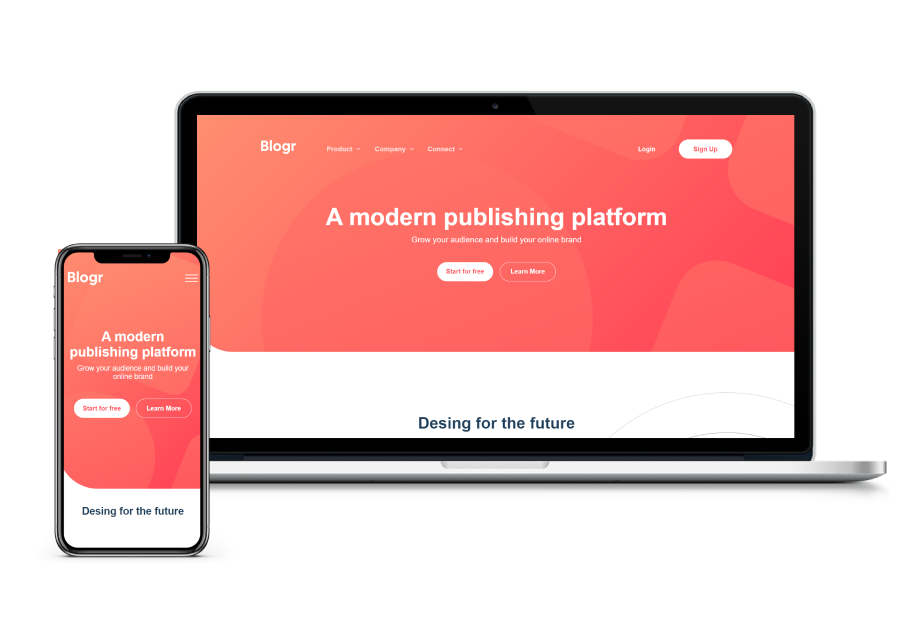 Blogr
Product
Company
Connect
Login
Sign Up
A modern publishing platform
Grow your audience and build your online brand
Start for free
Learn More
Desing for the future
Blogr
A modern
publishing platform
Grow your audience and build your
online brand
Start for free
Learn More
Desing for the future